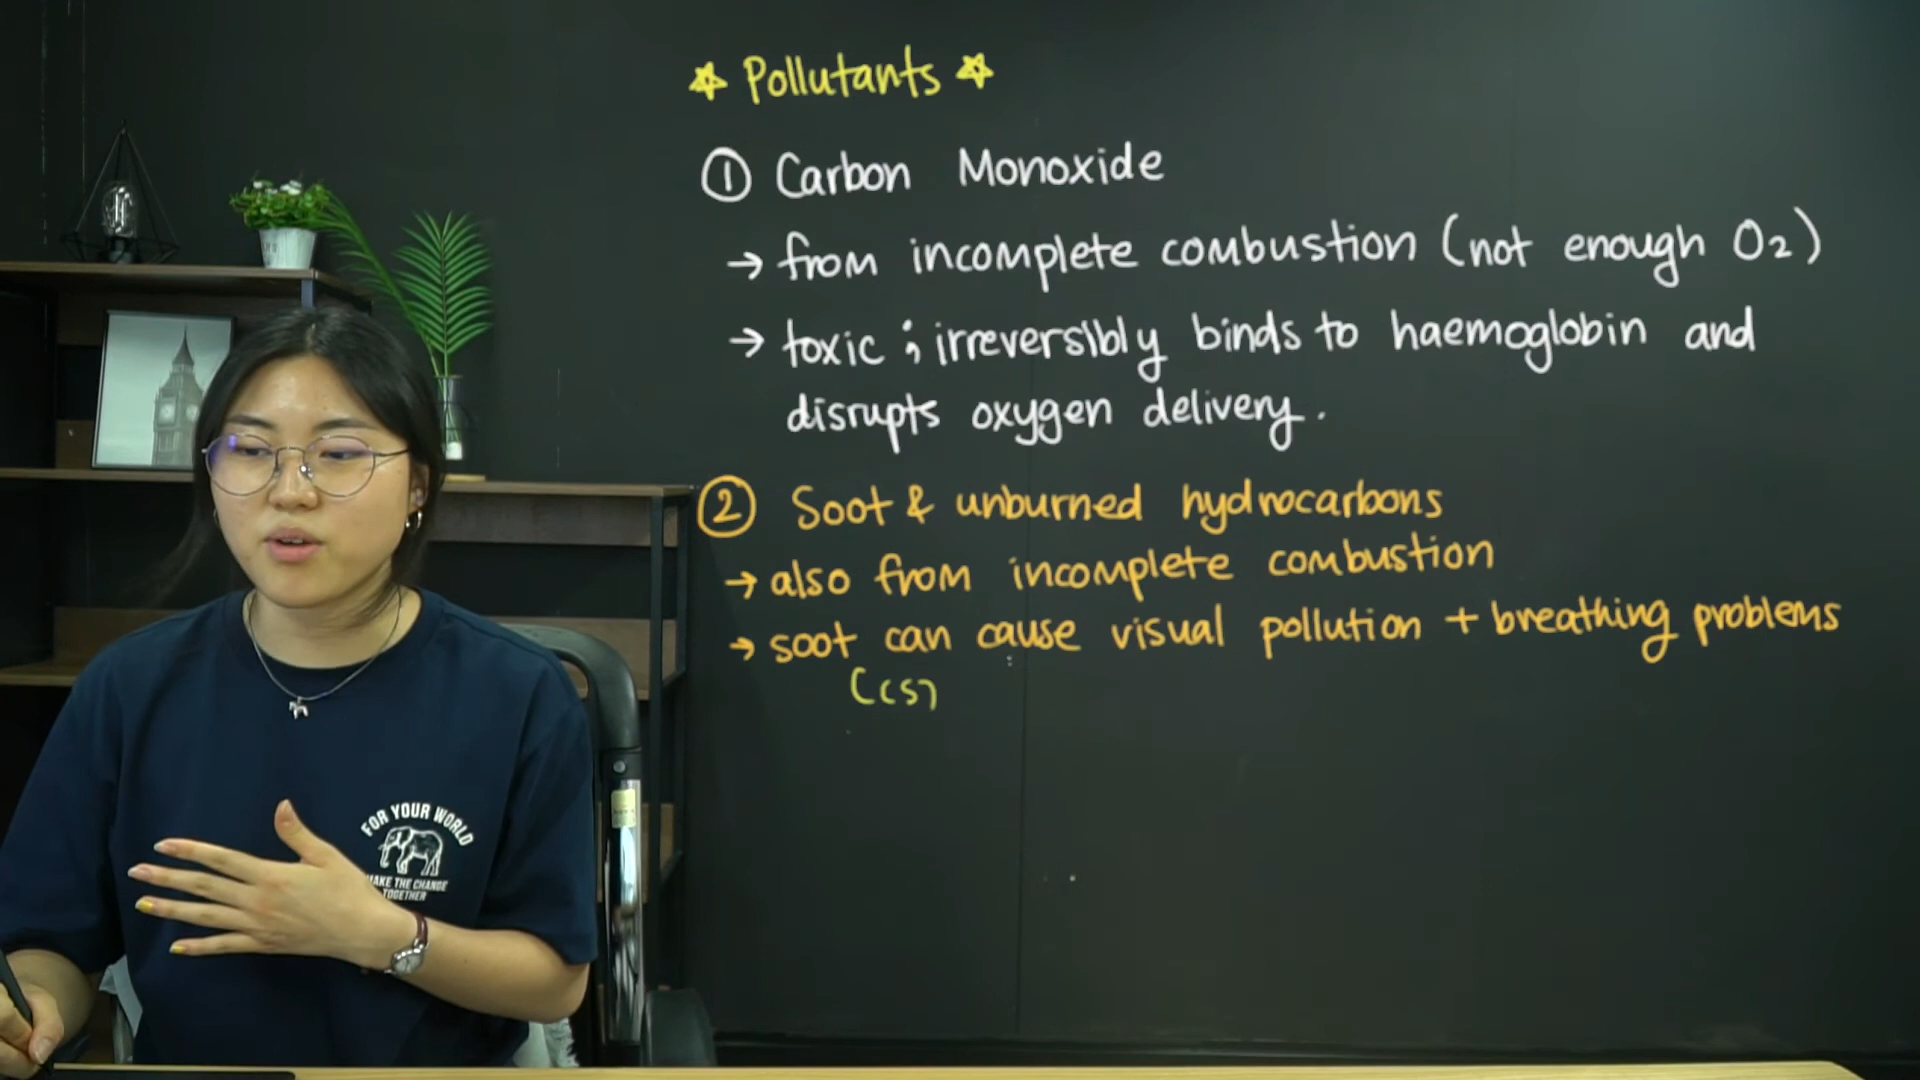 ☆ Pollutants ☆
① Carbon Monoxide
→ from incomplete combustion (not enough O₂)
→ toxic ; irreversibly binds to haemoglobin and
disrupts oxygen delivery.
② Soot & unburned hydrocarbons
→ also from incomplete combustion
→ soot can cause visual pollution + breathing problems
(C(s)
FOR YOUR WORLD
MAKE THE CHANGE
TOGETHER